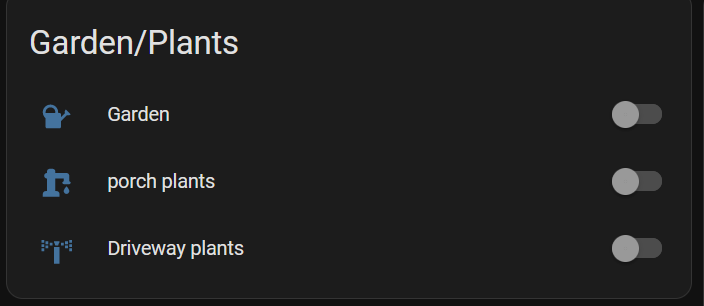 Garden/Plants
Garden
porch plants
Driveway plants